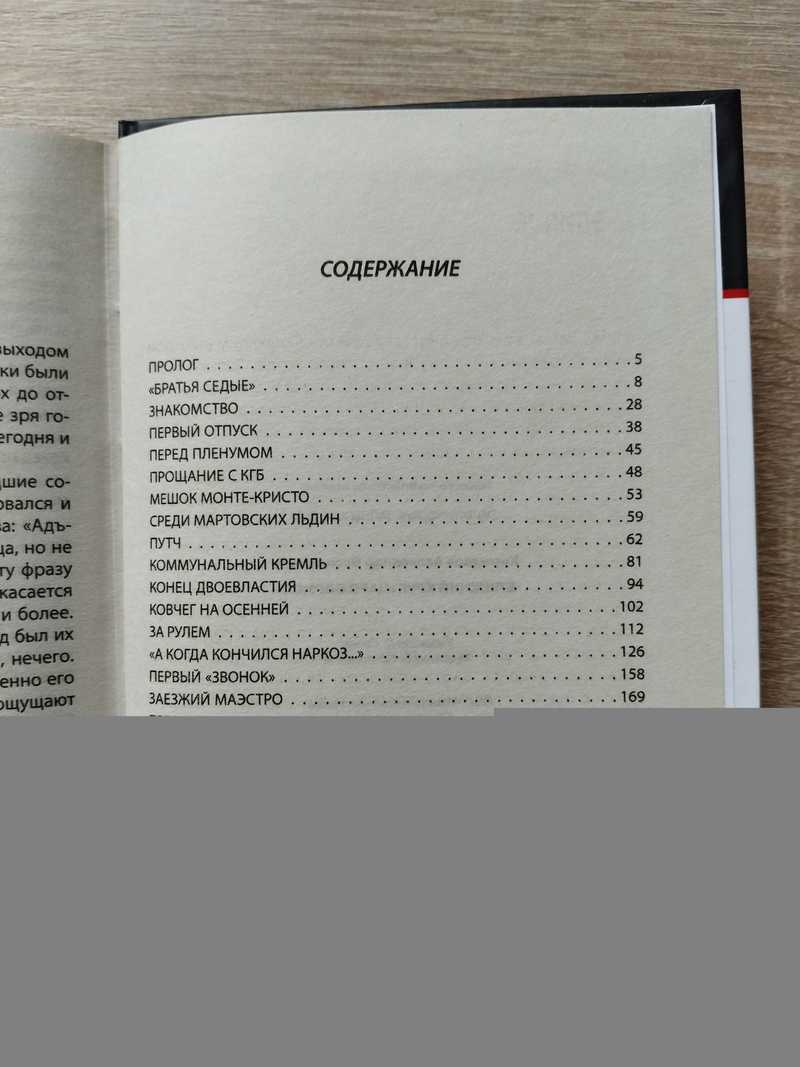 выходом
ки были
х до от-
е зря го-
егодня и
дшие со-
овался и
ва: «Адъ-
ца, но не
ту фразу
касается
и более.
д был их
, нечего.
енно его
ощущают
СОДЕРЖАНИЕ
ПРОЛОГ . . . . . . . . . . . . . . . . . . . . . . . . . . . . . . . . . . . . . . . 5
«БРАТЬЯ СЕДЫЕ» . . . . . . . . . . . . . . . . . . . . . . . . . . . . . . . . . 8
ЗНАКОМСТВО . . . . . . . . . . . . . . . . . . . . . . . . . . . . . . . . . . 28
ПЕРВЫЙ ОТПУСК . . . . . . . . . . . . . . . . . . . . . . . . . . . . . . . . 38
ПЕРЕД ПЛЕНУМОМ . . . . . . . . . . . . . . . . . . . . . . . . . . . . . . 45
ПРОЩАНИЕ С КГБ . . . . . . . . . . . . . . . . . . . . . . . . . . . . . . . 48
МЕШОК МОНТЕ-КРИСТО . . . . . . . . . . . . . . . . . . . . . . . . . . . 53
СРЕДИ МАРТОВСКИХ ЛЬДИН . . . . . . . . . . . . . . . . . . . . . . . . 59
ПУТЧ . . . . . . . . . . . . . . . . . . . . . . . . . . . . . . . . . . . . . . . . 62
КОММУНАЛЬНЫЙ КРЕМЛЬ . . . . . . . . . . . . . . . . . . . . . . . . . 81
КОНЕЦ ДВОЕВЛАСТИЯ . . . . . . . . . . . . . . . . . . . . . . . . . . . . 94
КОВЧЕГ НА ОСЕННЕЙ . . . . . . . . . . . . . . . . . . . . . . . . . . . . 102
ЗА РУЛЕМ . . . . . . . . . . . . . . . . . . . . . . . . . . . . . . . . . . . . 112
«А КОГДА КОНЧИЛСЯ НАРКОЗ...» . . . . . . . . . . . . . . . . . . . . . 126
ПЕРВЫЙ «ЗВОНОК» . . . . . . . . . . . . . . . . . . . . . . . . . . . . . 158
ЗАЕЗЖИЙ МАЭСТРО . . . . . . . . . . . . . . . . . . . . . . . . . . . . . 169